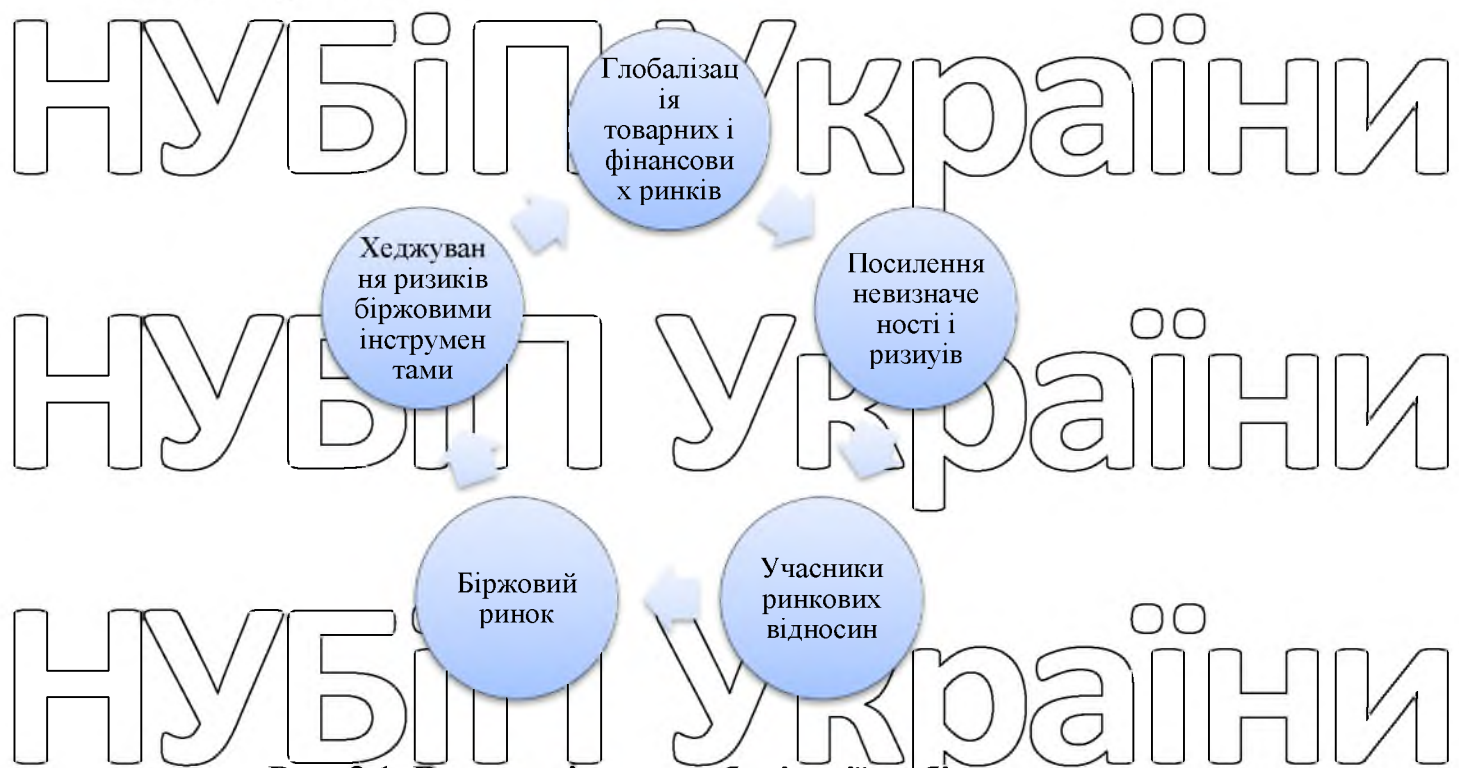 НУБіП України
Глобалізац
ія
товарних і
фінансови
х ринків
Хеджуван
ня ризиків
біржовими
інструмен
тами
Посилення
невизначе
ності і
ризиуів
НУБіП України
Біржовий
ринок
Учасники
ринкових
відносин
НУБіП України